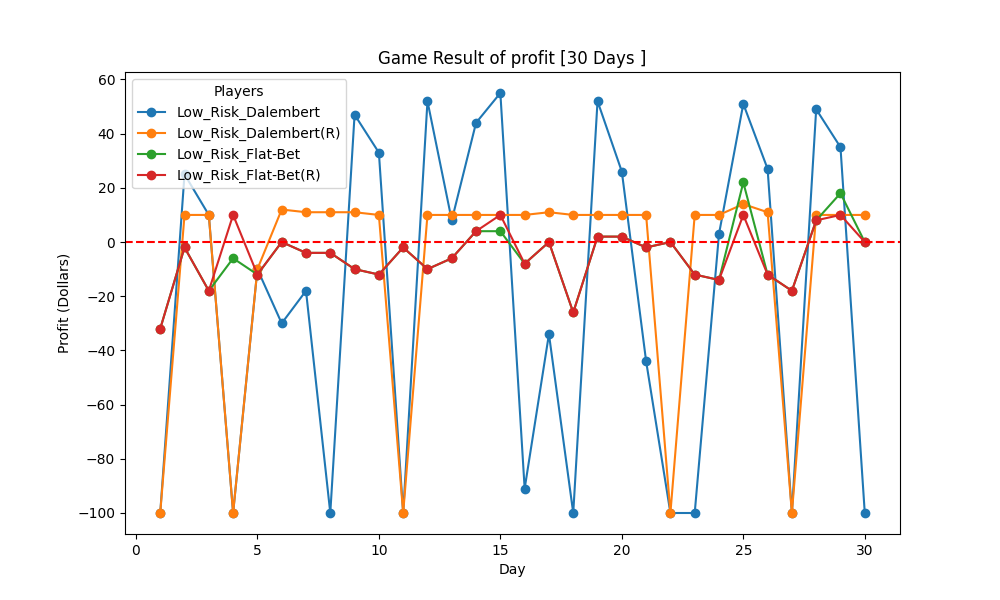 Game Result of profit [30 Days ]
Players
Low_Risk_Dalembert
Low_Risk_Dalembert(R)
Low_Risk_Flat-Bet
Low_Risk_Flat-Bet(R)
60
40
20
0
−20
−40
−60
−80
−100
Profit (Dollars)
0 5 10 15 20 25 30
Day